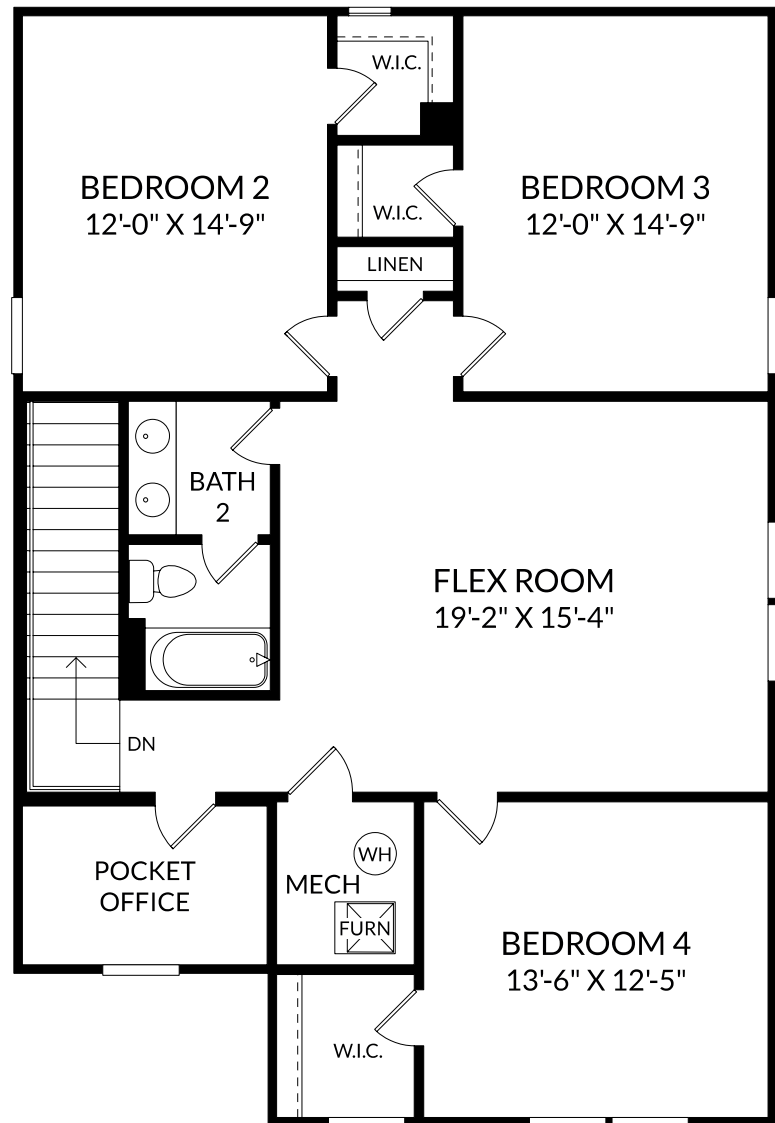 W.I.C.
BEDROOM 2
12'-0" X 14'-9"
BEDROOM 3
12'-0" X 14'-9"
W.I.C.
LINEN
BATH
2
FLEX ROOM
19'-2" X 15'-4"
DN
POCKET
OFFICE
WH
MECH
FURN
BEDROOM 4
13'-6" X 12'-5"
W.I.C.